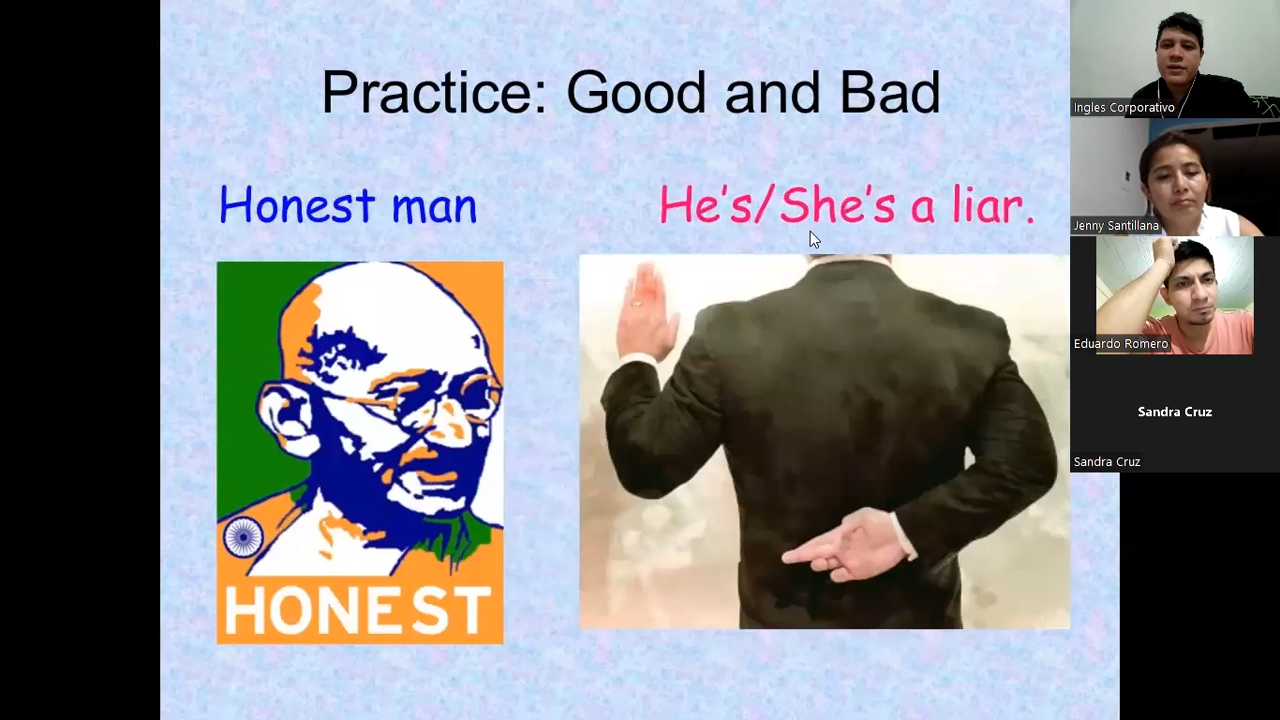 Practice: Good and Bad
Honest man
He's/She's a liar.
HONEST
Ingles Corporativo
Jenny Santillana
Eduardo Romero
Sandra Cruz
Sandra Cruz